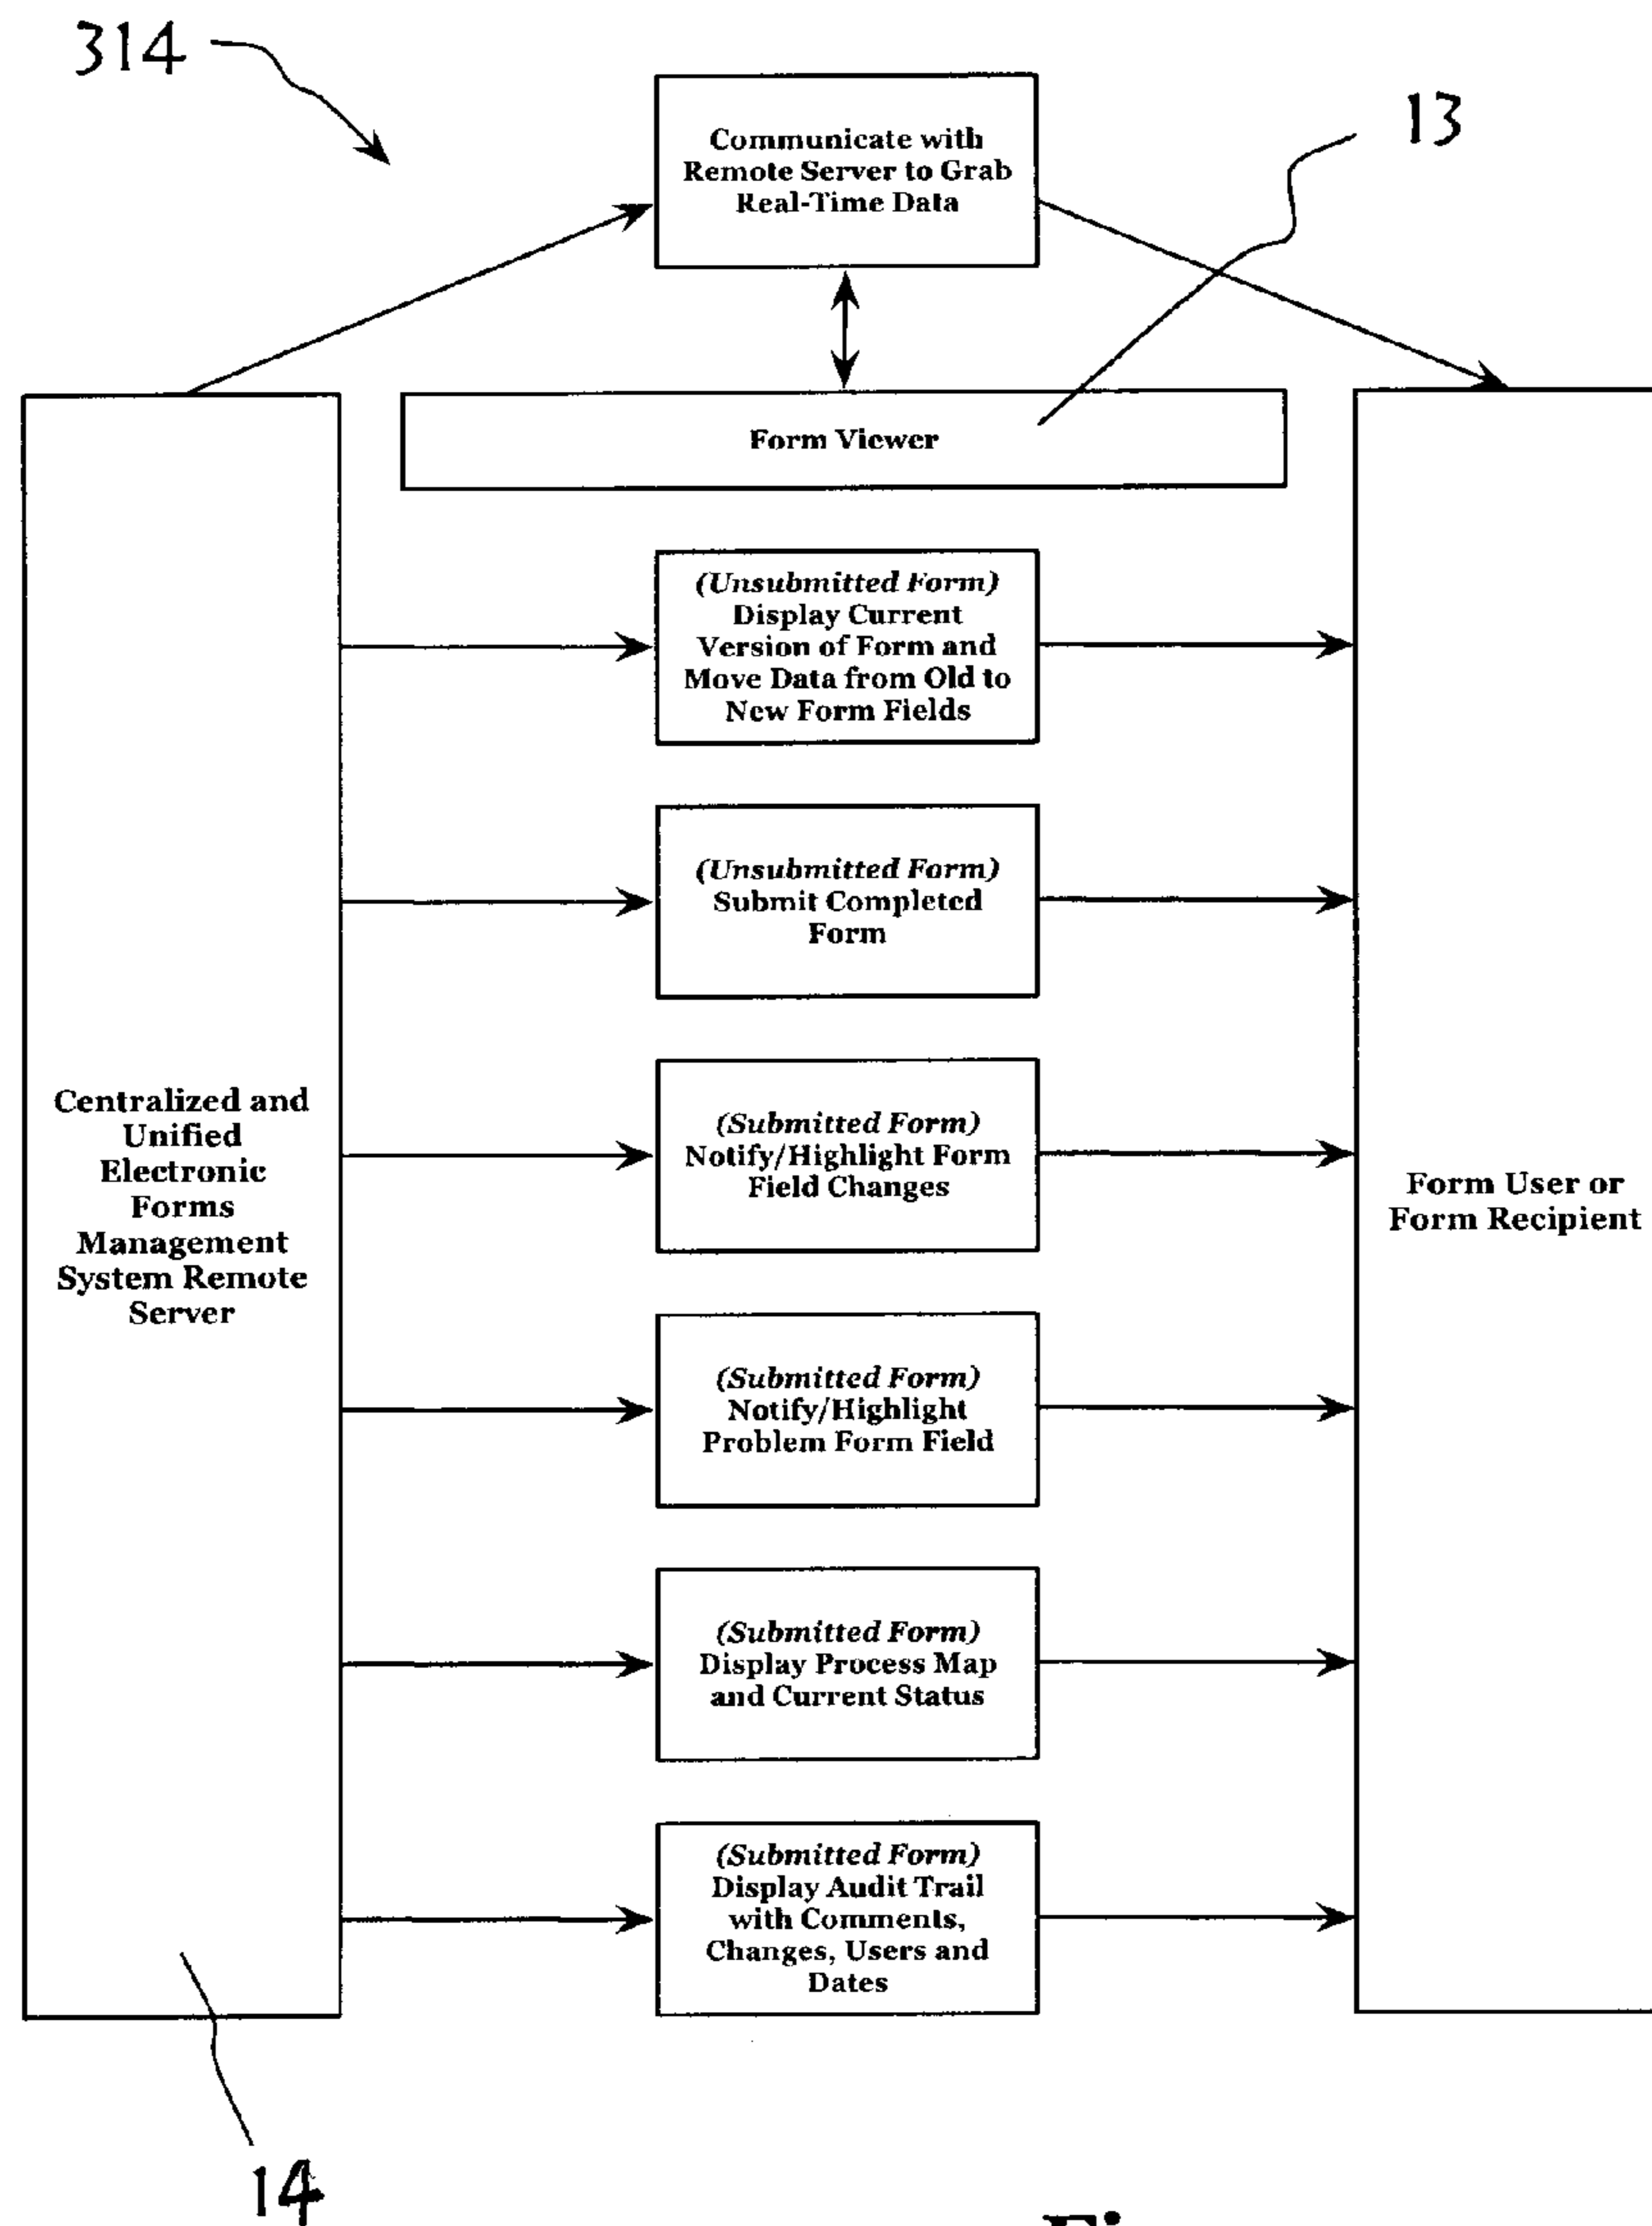 314
13
Communicate with
Remote Server to Grab
Real-Time Data
Form Viewer
(Unsubmitted Form)
Display Current
Version of Form and
Move Data from Old to
New Form Fields
(Unsubmitted Form)
Submit Completed
Form
(Submitted Form)
Notify/Highlight Form
Field Changes
Centralized and
Unified
Electronic
Forms
Management
System Remote
Server
Form User or
Form Recipient
(Submitted Form)
Notify/Highlight
Problem Form Field
(Submitted Form)
Display Process Map
and Current Status
(Submitted Form)
Display Audit Trail
with Comments,
Changes, Users and
Dates
14